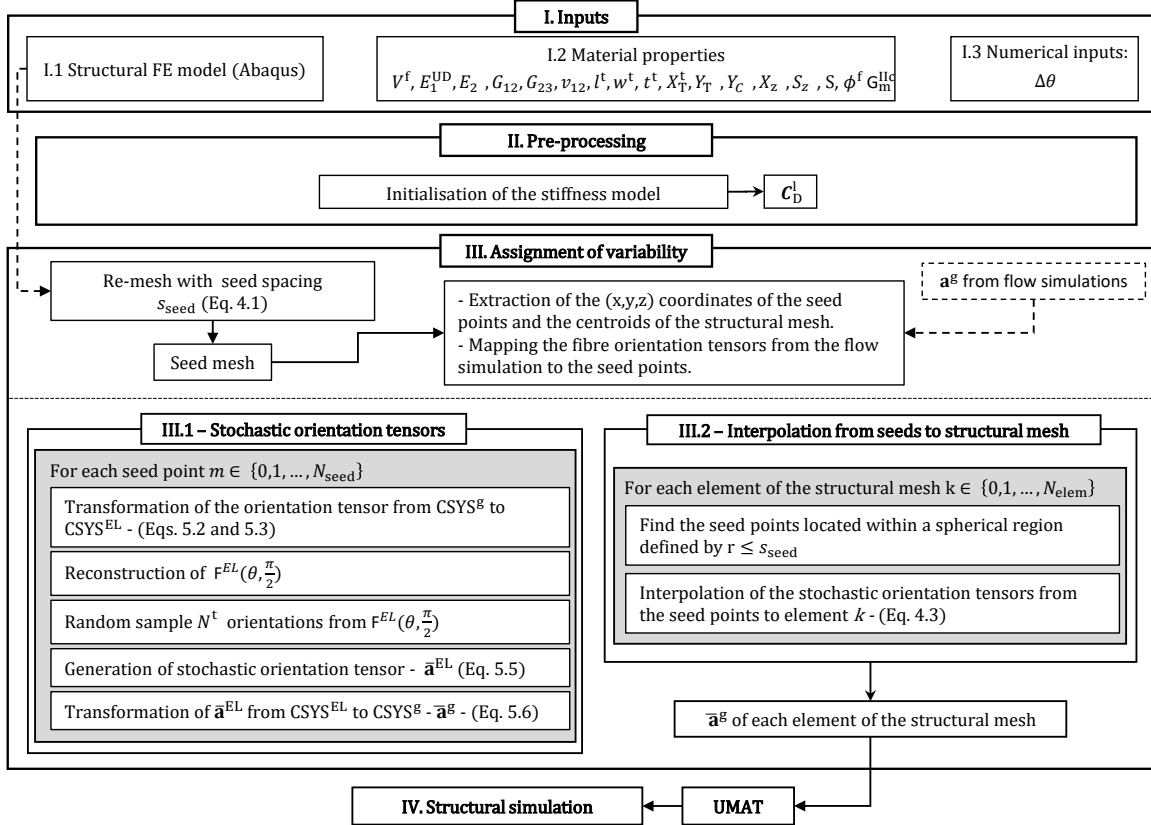 I. Inputs
I.1 Structural FE model (Abaqus)
I.2 Material properties
V^f, E_1^UD, E_2 , G_12, G_23, v_12, l^t, w^t, t^t, X_T^t, Y_T , Y_C , X_z , S_z , S, ϕ^f G_m^IIc
I.3 Numerical inputs:
Δθ
II. Pre-processing
Initialisation of the stiffness model
C_D^l
III. Assignment of variability
Re-mesh with seed spacing
s_seed (Eq. 4.1)
Seed mesh
- Extraction of the (x,y,z) coordinates of the seed
points and the centroids of the structural mesh.
- Mapping the fibre orientation tensors from the flow
simulation to the seed points.
a^g from flow simulations
III.1 – Stochastic orientation tensors
For each seed point m ∈ {0,1, … , N_seed}
Transformation of the orientation tensor from CSYS^g to
CSYS^EL - (Eqs. 5.2 and 5.3)
Reconstruction of F^EL(θ, π/2)
Random sample N^t orientations from F^EL(θ, π/2)
Generation of stochastic orientation tensor - a̅^EL (Eq. 5.5)
Transformation of a̅^EL from CSYS^EL to CSYS^g - a̅^g - (Eq. 5.6)
III.2 – Interpolation from seeds to structural mesh
For each element of the structural mesh k ∈ {0,1, … , N_elem}
Find the seed points located within a spherical region
defined by r ≤ s_seed
Interpolation of the stochastic orientation tensors from
the seed points to element k - (Eq. 4.3)
a̅^g of each element of the structural mesh
UMAT
IV. Structural simulation